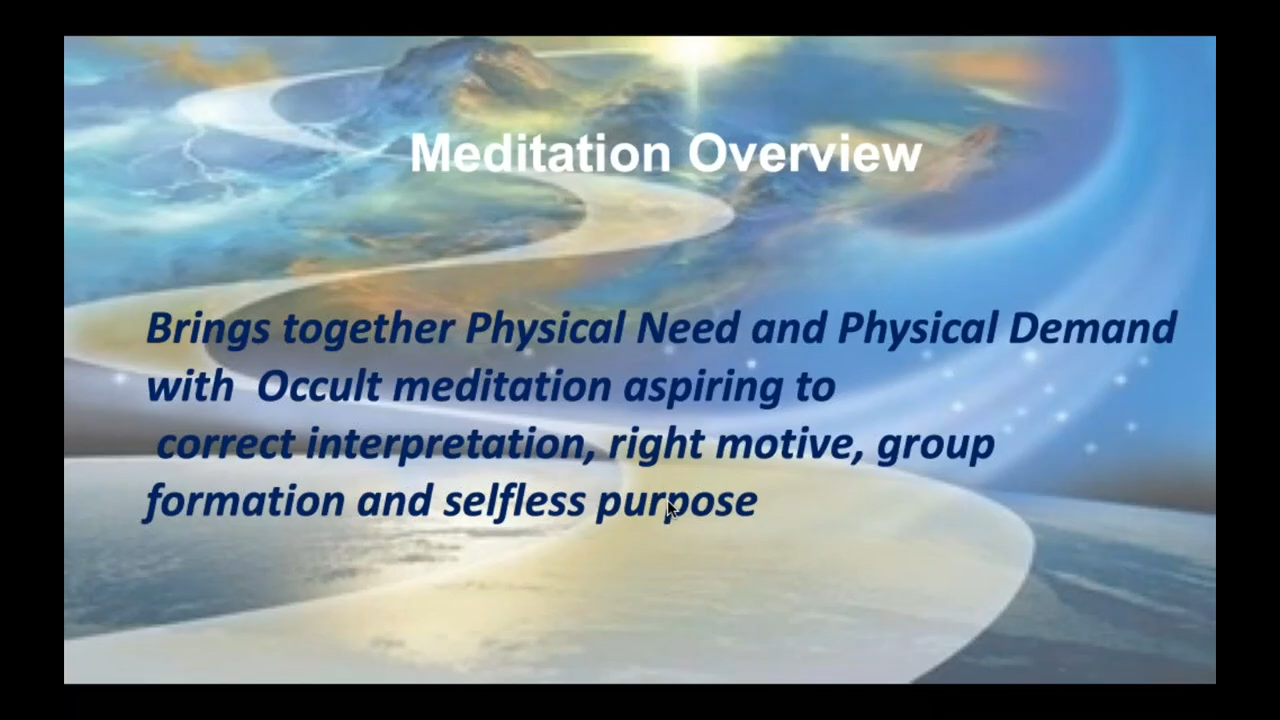 Meditation Overview
Brings together Physical Need and Physical Demand
with Occult meditation aspiring to
correct interpretation, right motive, group
formation and selfless purpose